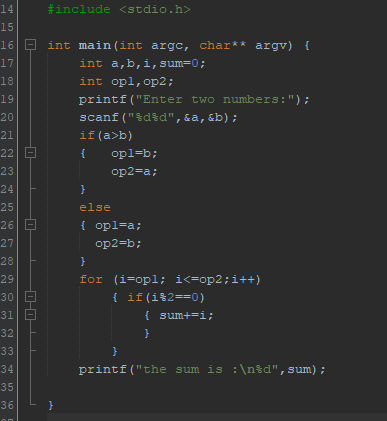 14 #include <stdio.h>
15
16 int main(int argc, char** argv) {
17 int a,b,i,sum=0;
18 int op1,op2;
19 printf("Enter two numbers:");
20 scanf("%d%d",&a,&b);
21 if(a>b)
22 { op1=b;
23 op2=a;
24 }
25 else
26 { op1=a;
27 op2=b;
28 }
29 for (i=op1; i<=op2;i++)
30 { if(i%2==0)
31 { sum+=i;
32 }
33 }
34 printf("the sum is :\n%d",sum);
35
36 }